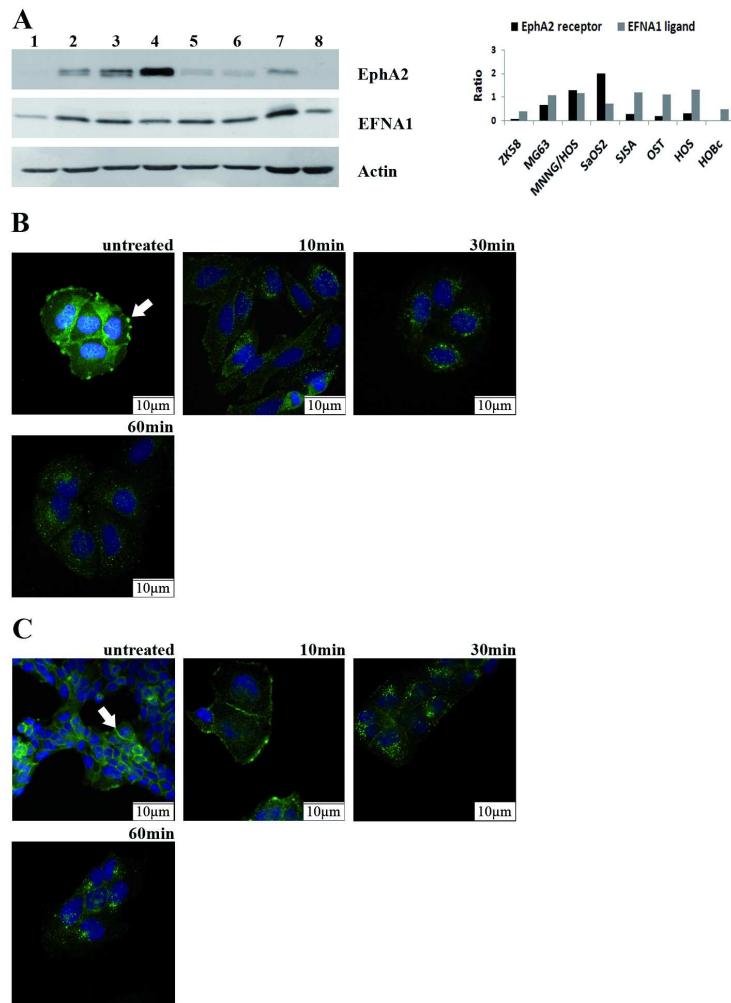 A
1 2 3 4 5 6 7 8
EphA2
EFNA1
Actin
EphA2 receptor EFNA1 ligand
Ratio
3
2
1
0
ZK58 MG63 MNNG/HOS SaOS2 SJSA OST HOS HOBc
B
untreated 10min 30min
10µm 10µm 10µm
60min
10µm
C
untreated 10min 30min
10µm 10µm 10µm
60min